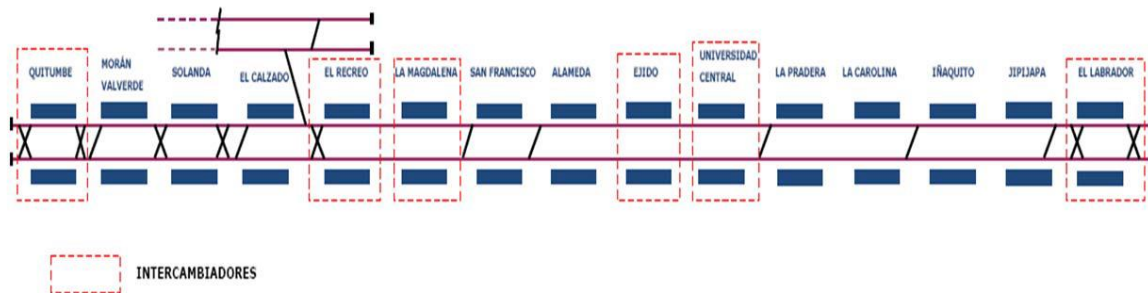 QUITUMBE
MORÁN
VALVERDE
SOLANDA
EL CALZADO
EL RECREO
LA MAGDALENA
SAN FRANCISCO
ALAMEDA
EJIDO
UNIVERSIDAD
CENTRAL
LA PRADERA
LA CAROLINA
IÑAQUITO
JIPIJAPA
EL LABRADOR
INTERCAMBIADORES